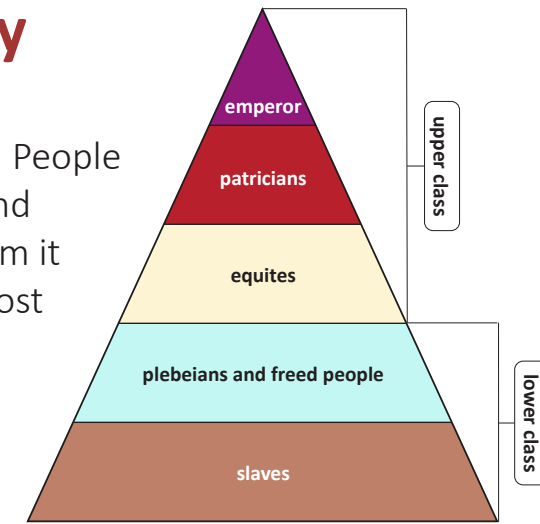 y
People
nd
m it
ost
emperor
patricians
equites
plebeians and freed people
slaves
upper class
lower class